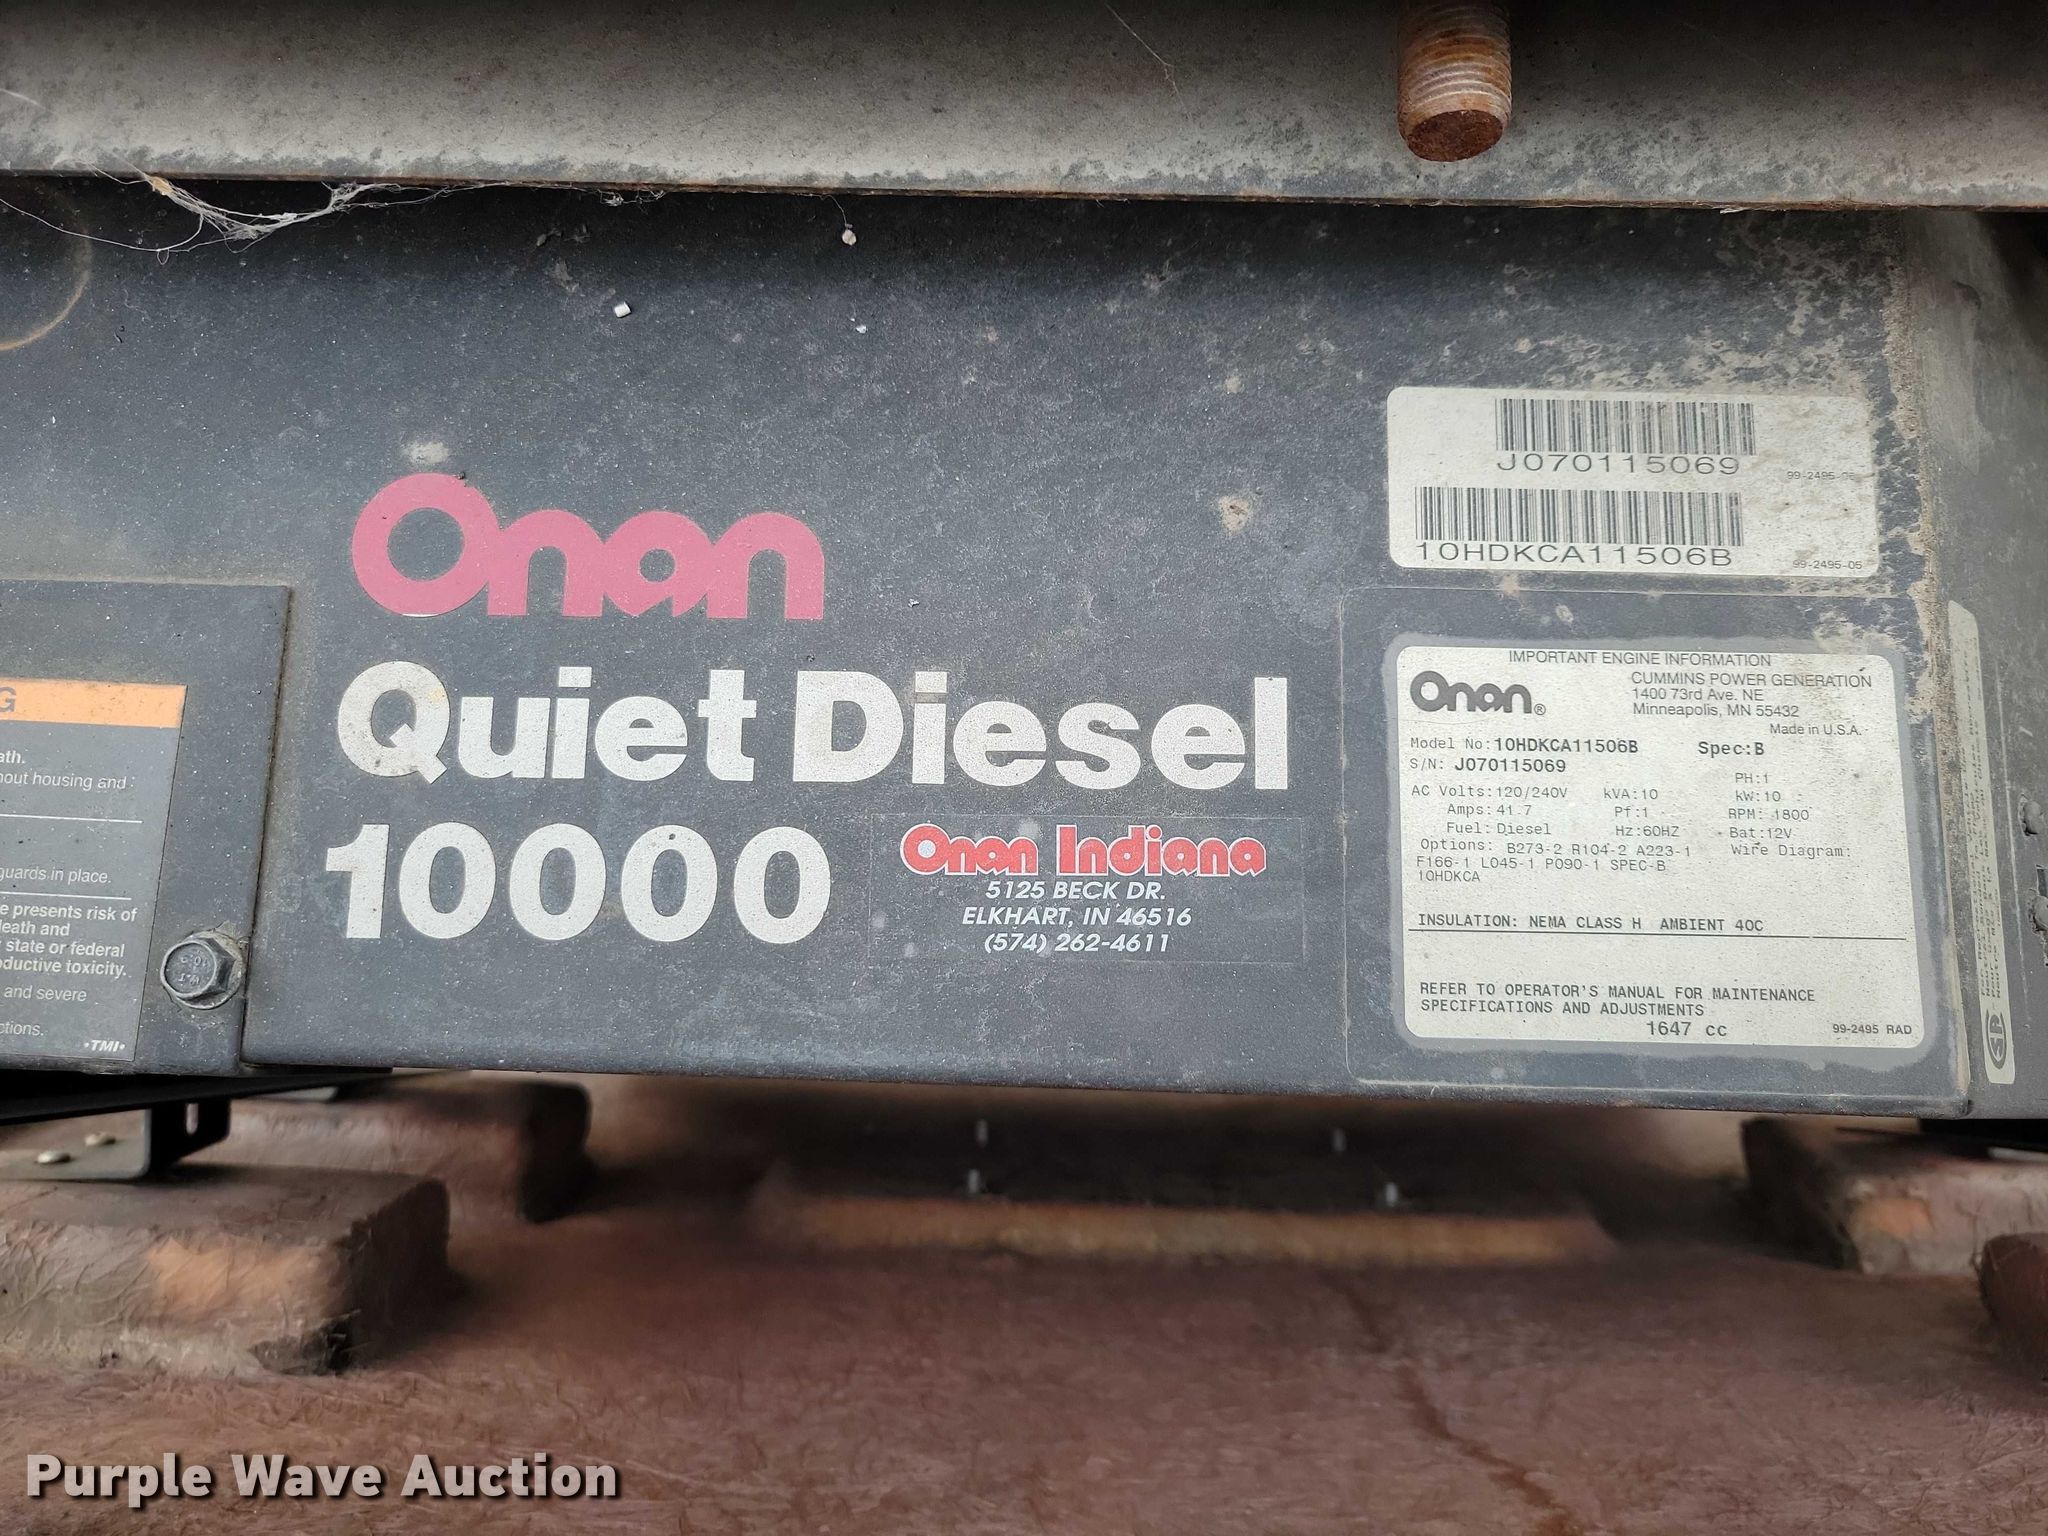 J070115069
99-2495-05
10HDKCA11506B
99-2495-05
Onan
Quiet Diesel
10000
Onan Indiana
5125 BECK DR.
ELKHART, IN 46516
(574) 262-4611
IMPORTANT ENGINE INFORMATION
Onan®
CUMMINS POWER GENERATION
1400 73rd Ave. NE
Minneapolis, MN 55432
Made in U.S.A.
Model No:10HDKCA11506B Spec:B
S/N: J070115069
PH:1
AC Volts:120/240V kVA:10 kW:10
Amps:41.7 Pf:1 RPM: 1800
Fuel:Diesel Hz:60HZ Bat:12V
Options: B273-2 R104-2 A223-1 Wire Diagram:
F166-1 L045-1 P090-1 SPEC-B
10HDKCA
INSULATION: NEMA CLASS H AMBIENT 40C
REFER TO OPERATOR'S MANUAL FOR MAINTENANCE
SPECIFICATIONS AND ADJUSTMENTS
1647 cc
99-2495 RAD
G
ath.
hout housing and
guards in place.
e presents risk of
death and
y state or federal
oductive toxicity.
and severe
ctions.
•TMI•
Purple Wave Auction